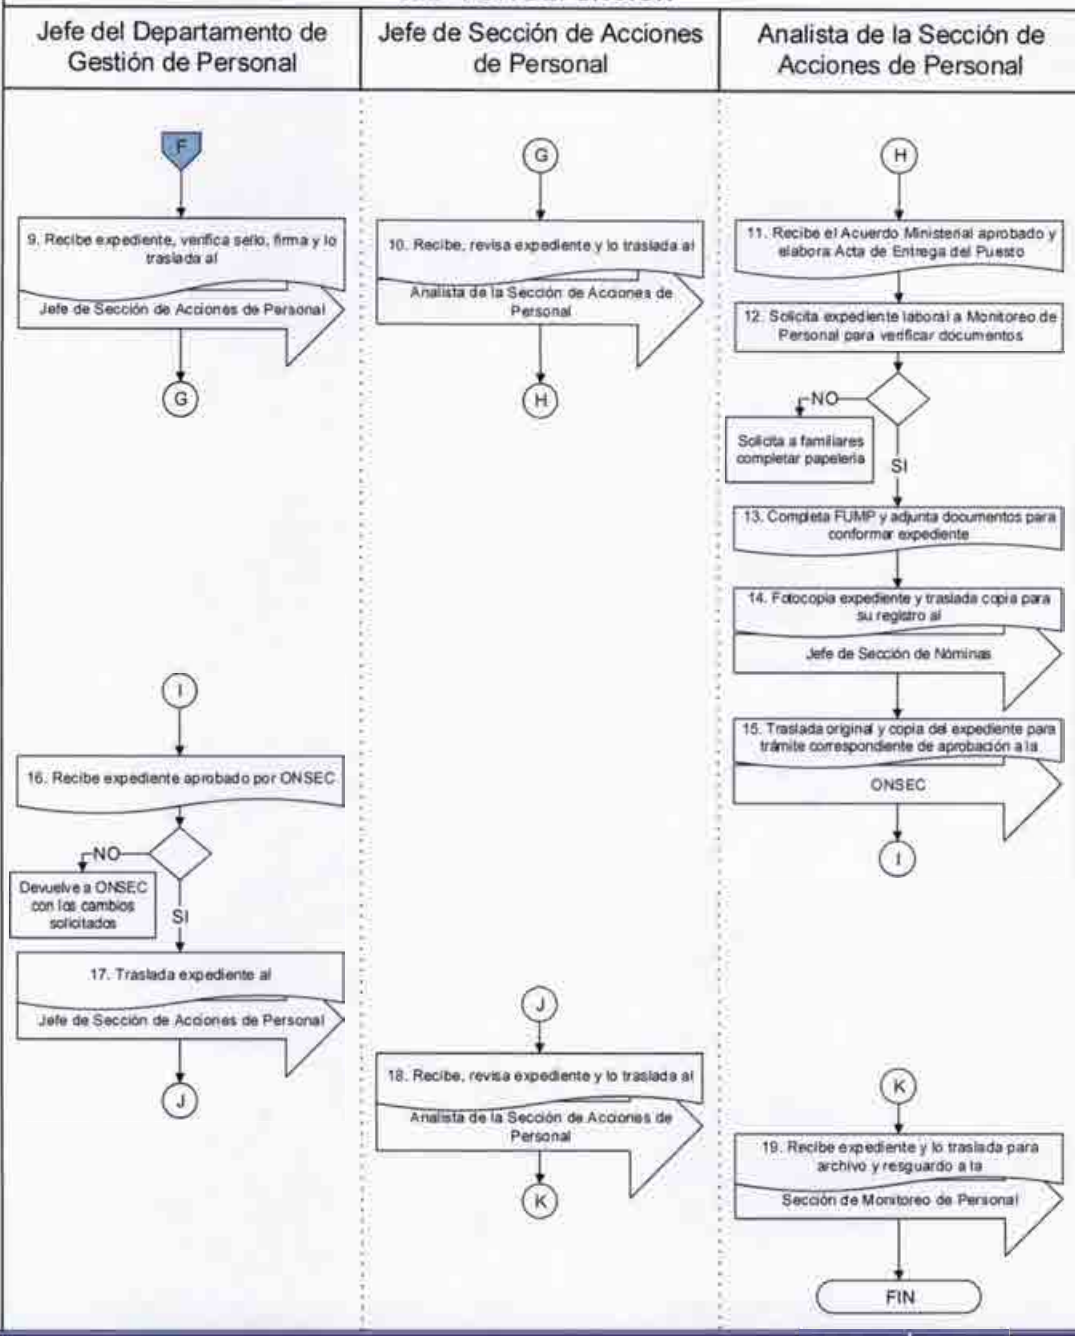 Jefe del Departamento de
Gestión de Personal
Jefe de Sección de Acciones
de Personal
Analista de la Sección de
Acciones de Personal
F
9. Recibe expediente, verifica sello, firma y lo
traslada al
Jefe de Sección de Acciones de Personal
G
G
10. Recibe, revisa expediente y lo traslada al
Analista de la Sección de Acciones de
Personal
H
H
11. Recibe el Acuerdo Ministerial aprobado y
elabora Acta de Entrega del Puesto
12. Solicita expediente laboral a Monitoreo de
Personal para verificar documentos
NO
Solicita a familiares
completar papelería
SI
13. Completa FUMP y adjunta documentos para
conformar expediente
14. Fotocopia expediente y traslada copia para
su registro al
Jefe de Sección de Nóminas
15. Traslada original y copia del expediente para
trámite correspondiente de aprobación a la
ONSEC
I
I
16. Recibe expediente aprobado por ONSEC
NO
Devuelve a ONSEC
con los cambios
solicitados
SI
17. Traslada expediente al
Jefe de Sección de Acciones de Personal
J
J
18. Recibe, revisa expediente y lo traslada al
Analista de la Sección de Acciones de
Personal
K
K
19. Recibe expediente y lo traslada para
archivo y resguardo a la
Sección de Monitoreo de Personal
FIN